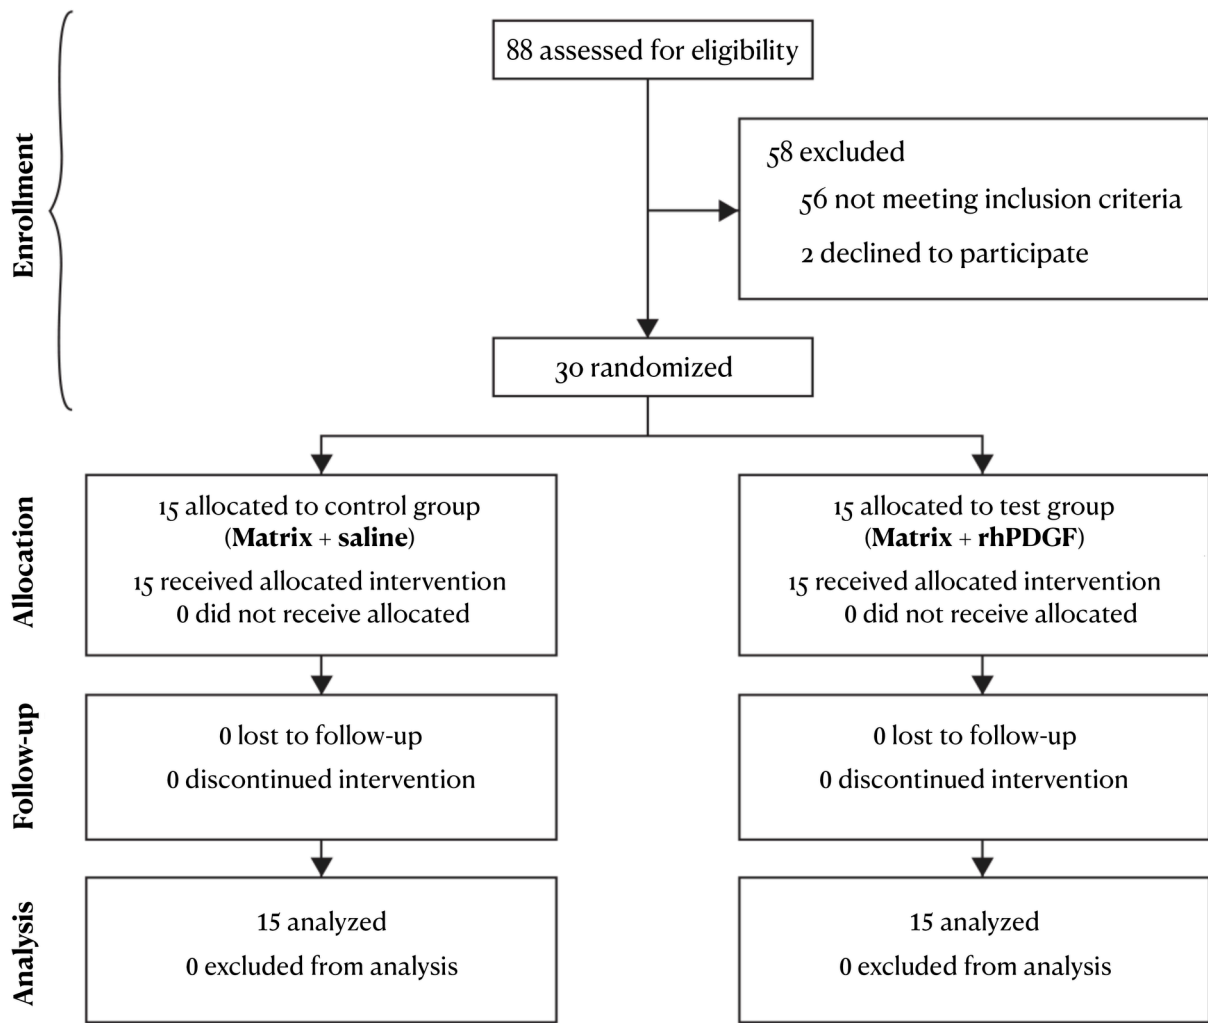 88 assessed for eligibility
Enrollment
58 excluded
56 not meeting inclusion criteria
2 declined to participate
30 randomized
Allocation
15 allocated to control group
(Matrix + saline)
15 received allocated intervention
0 did not receive allocated
15 allocated to test group
(Matrix + rhPDGF)
15 received allocated intervention
0 did not receive allocated
Follow-up
0 lost to follow-up
0 discontinued intervention
0 lost to follow-up
0 discontinued intervention
Analysis
15 analyzed
0 excluded from analysis
15 analyzed
0 excluded from analysis